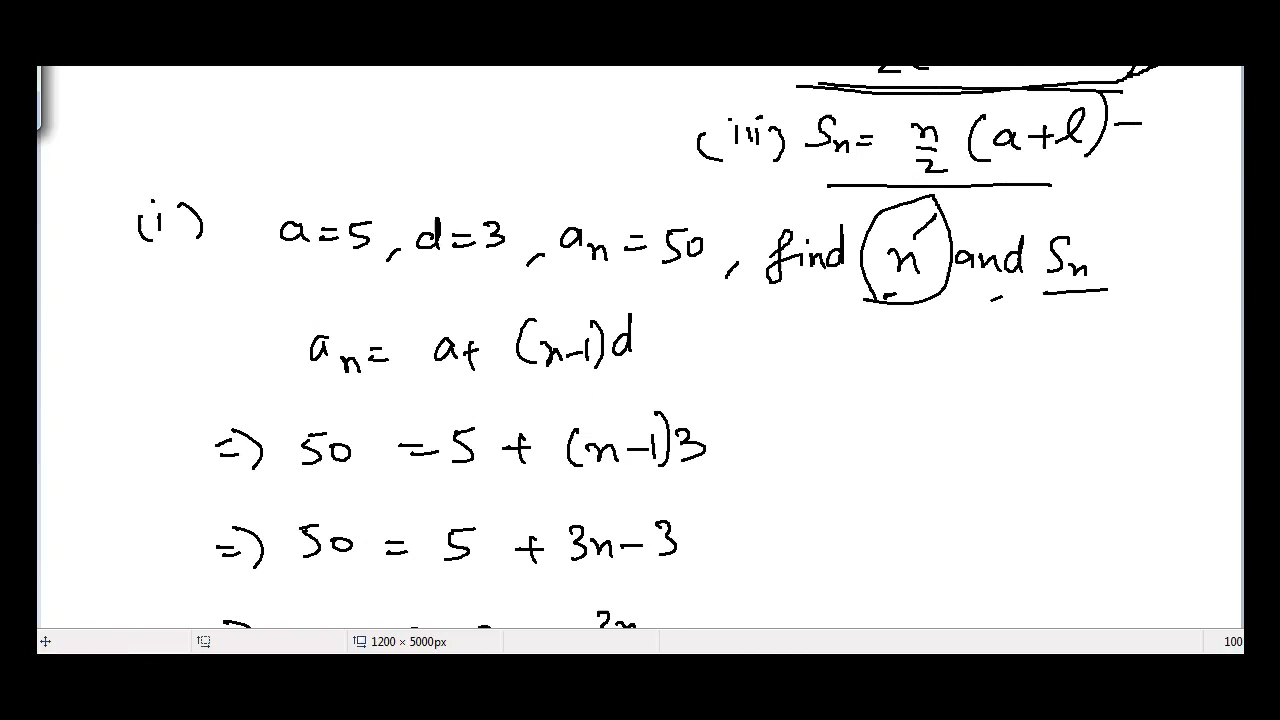 (iii) Sn = n/2 (a+l) –
(i) a=5, d=3, an = 50, find n and Sn
an = a+ (n-1)d
=) 50 = 5 + (n-1)3
=) 50 = 5 + 3n-3
1200 × 5000px 100